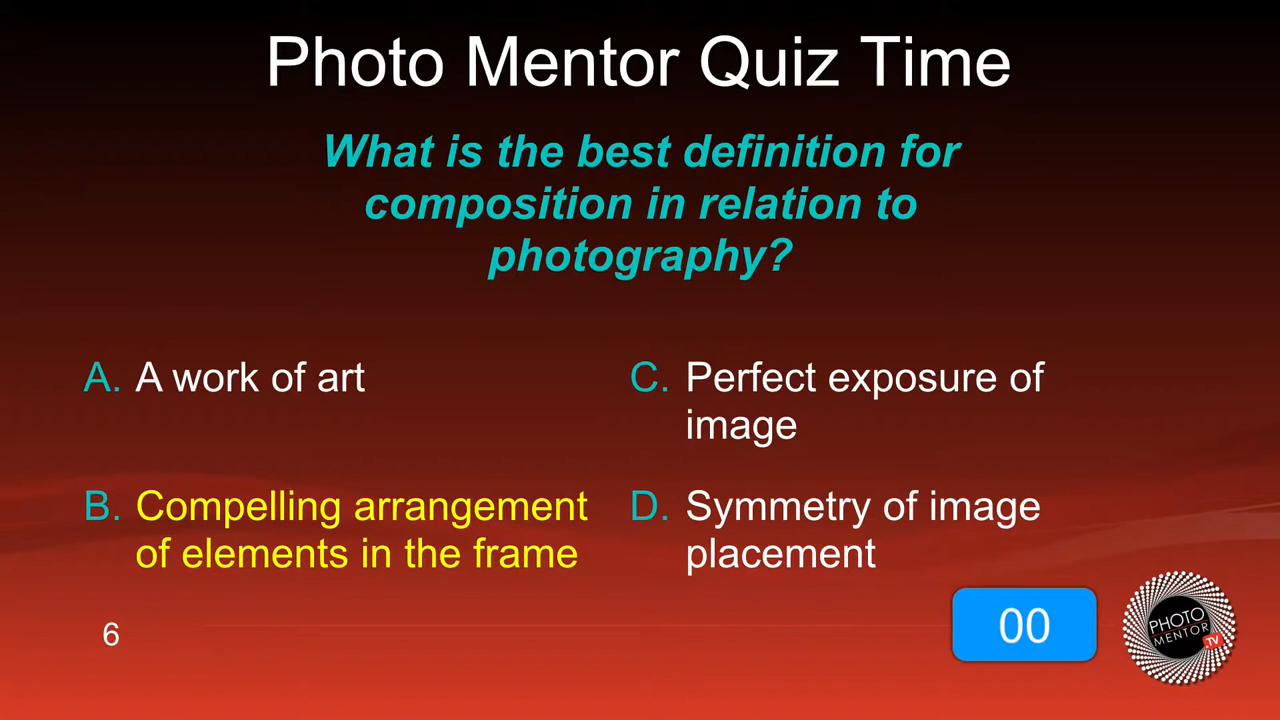 Photo Mentor Quiz Time
What is the best definition for
composition in relation to
photography?
A. A work of art
B. Compelling arrangement
of elements in the frame
C. Perfect exposure of
image
D. Symmetry of image
placement
6
00
PHOTO
MENTOR
TV